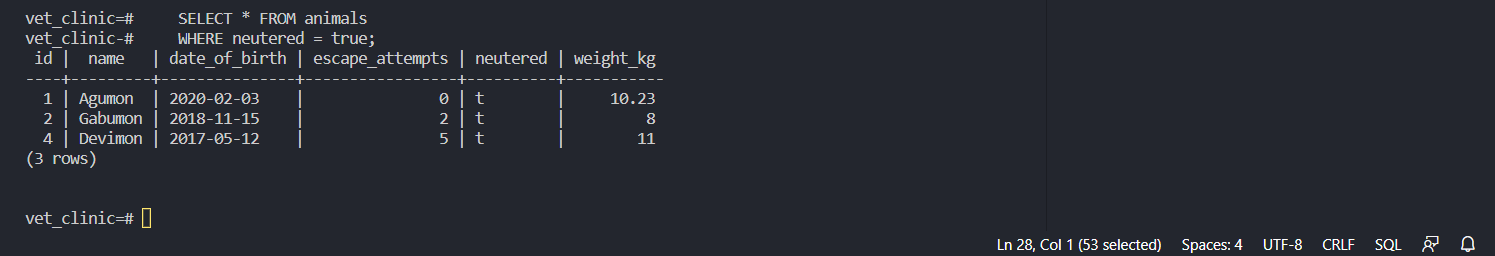 vet_clinic=#     SELECT * FROM animals
vet_clinic-#     WHERE neutered = true;
 id |  name   | date_of_birth | escape_attempts | neutered | weight_kg
----+---------+---------------+-----------------+----------+-----------
  1 | Agumon  | 2020-02-03    |               0 | t        |     10.23
  2 | Gabumon | 2018-11-15    |               2 | t        |         8
  4 | Devimon | 2017-05-12    |               5 | t        |        11
(3 rows)
vet_clinic=#
Ln 28, Col 1 (53 selected) Spaces: 4 UTF-8 CRLF SQL